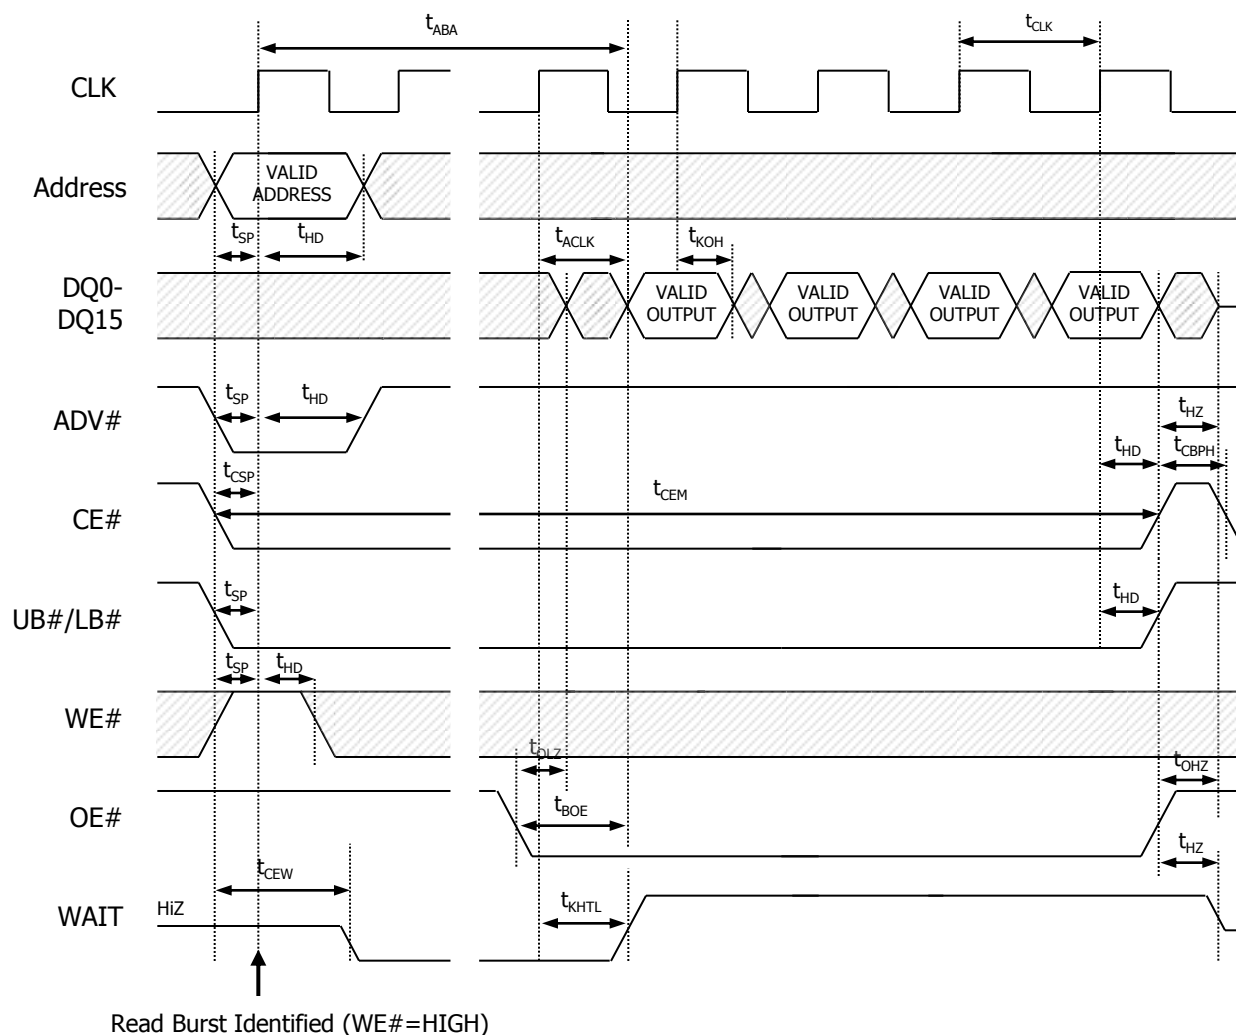 tABA
tCLK
CLK
Address
VALID
ADDRESS
tSP
tHD
tACLK
tKOH
DQ0-
DQ15
VALID
OUTPUT
VALID
OUTPUT
VALID
OUTPUT
VALID
OUTPUT
ADV#
tSP
tHD
tHZ
tHD
tCBPH
CE#
tCSP
tCEM
UB#/LB#
tSP
tHD
WE#
tSP
tHD
tOLZ
tOHZ
OE#
tBOE
tHZ
WAIT
HiZ
tCEW
tKHTL
Read Burst Identified (WE#=HIGH)